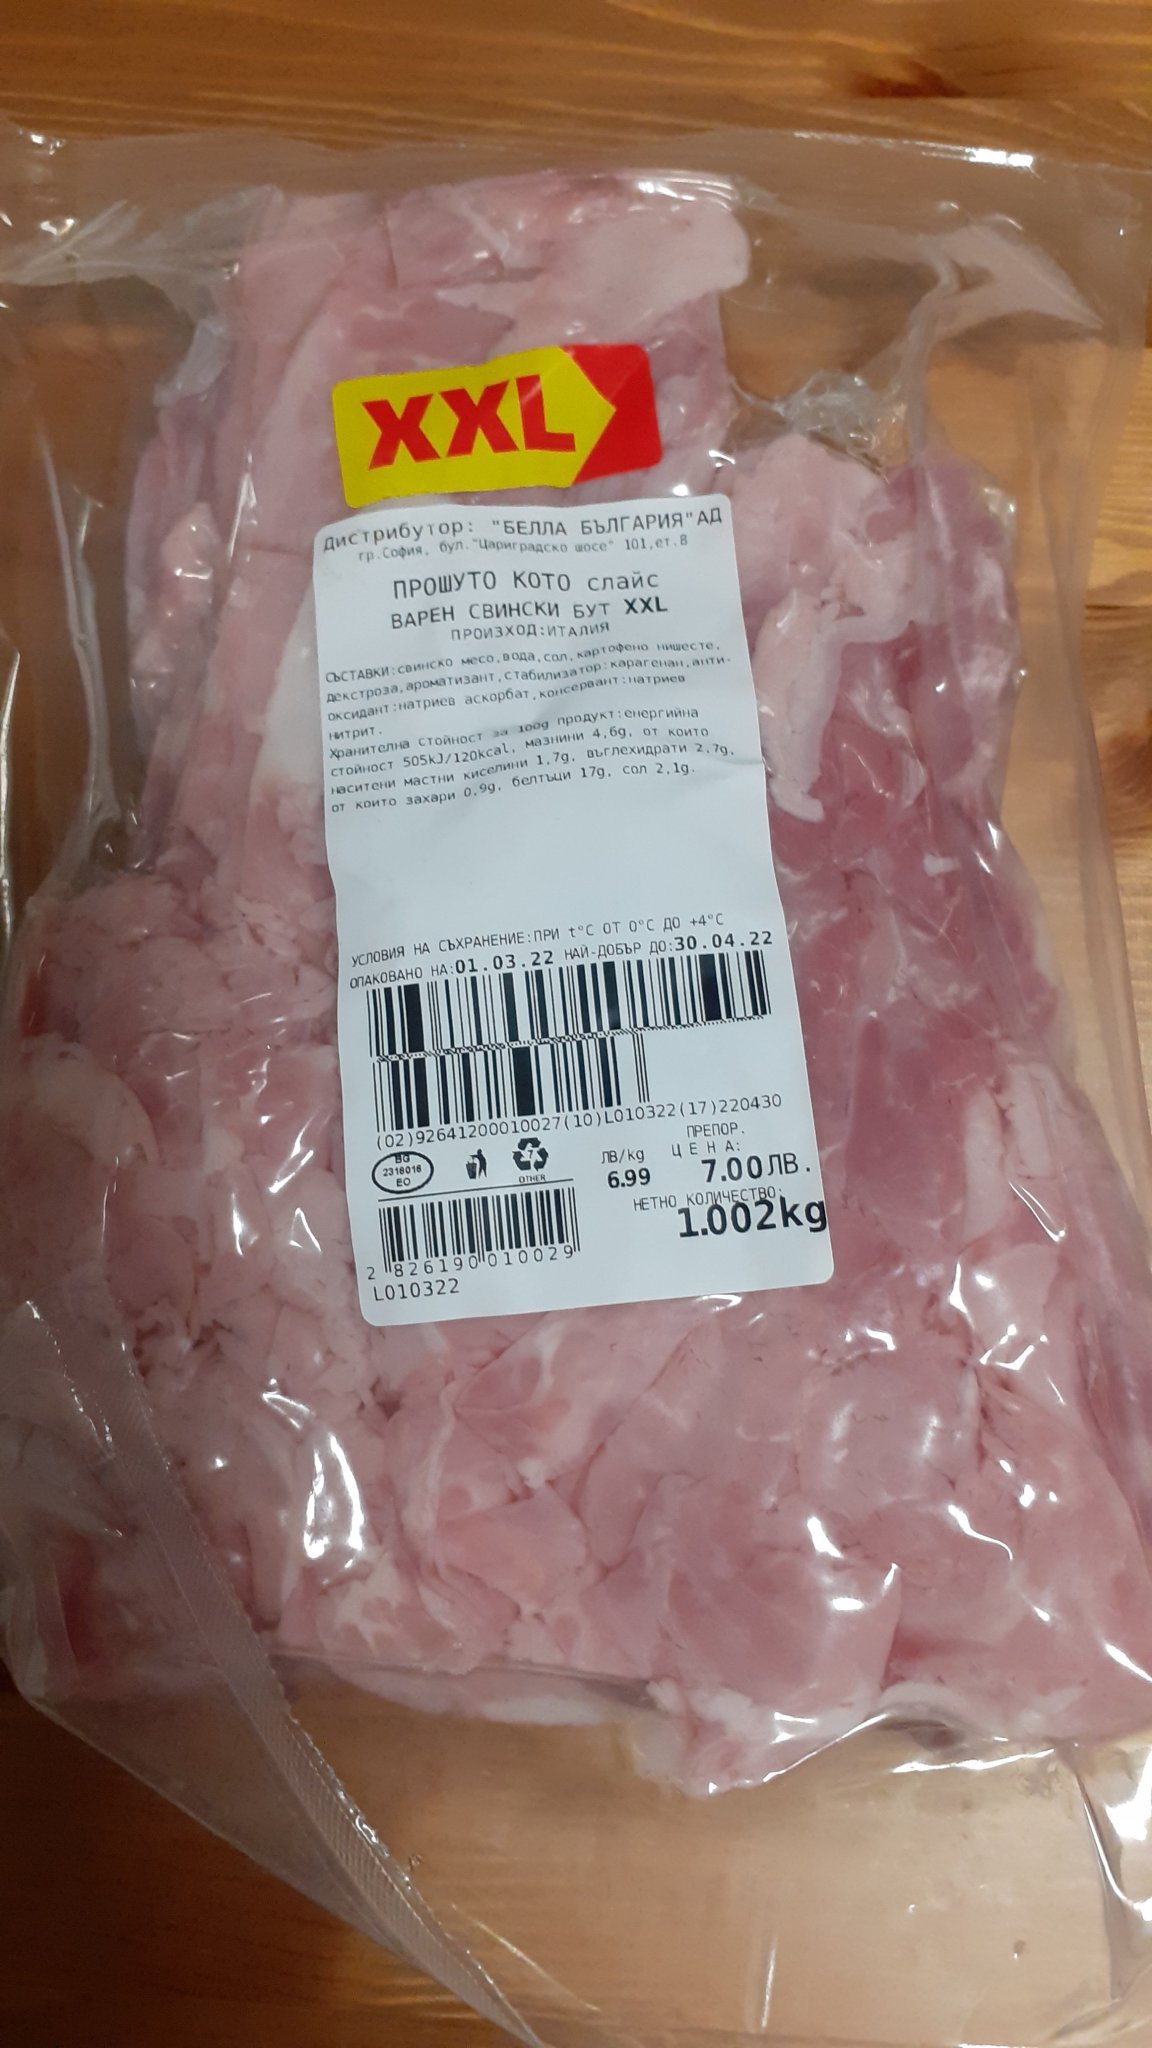 XXL
Дистрибутор: "БЕЛЛА БЪЛГАРИЯ"АД
гр.София, бул."Цариградско шосе" 101,ет.8
ПРОШУТО КОТО слайс
ВАРЕН СВИНСКИ БУТ XXL
ПРОИЗХОД:ИТАЛИЯ
СЪСТАВКИ:свинско месо,вода,сол,картофено нишесте,
декстроза,ароматизант,стабилизатор:карагенан,анти-
оксидант:натриев аскорбат,консервант:натриев
нитрит.
Хранителна стойност за 100g продукт:енергийна
стойност 505kJ/120kcal, мазнини 4,6g, от които
наситени мастни киселини 1,7g, въглехидрати 2,7g,
от които захари 0,9g, белтъци 17g, сол 2,1g.
УСЛОВИЯ НА СЪХРАНЕНИЕ:ПРИ t°C ОТ 0°C ДО +4°C
ОПАКОВАНО НА:01.03.22 НАЙ-ДОБЪР ДО:30.04.22
(02)92641200010027(10)L010322(17)220430
BG
2318016
EO
7
OTHER
ЛВ/kg
6.99
ПРЕПОР.
ЦЕНА:
7.00ЛВ.
НЕТНО КОЛИЧЕСТВО:
1.002kg
2 826190 010029
L010322